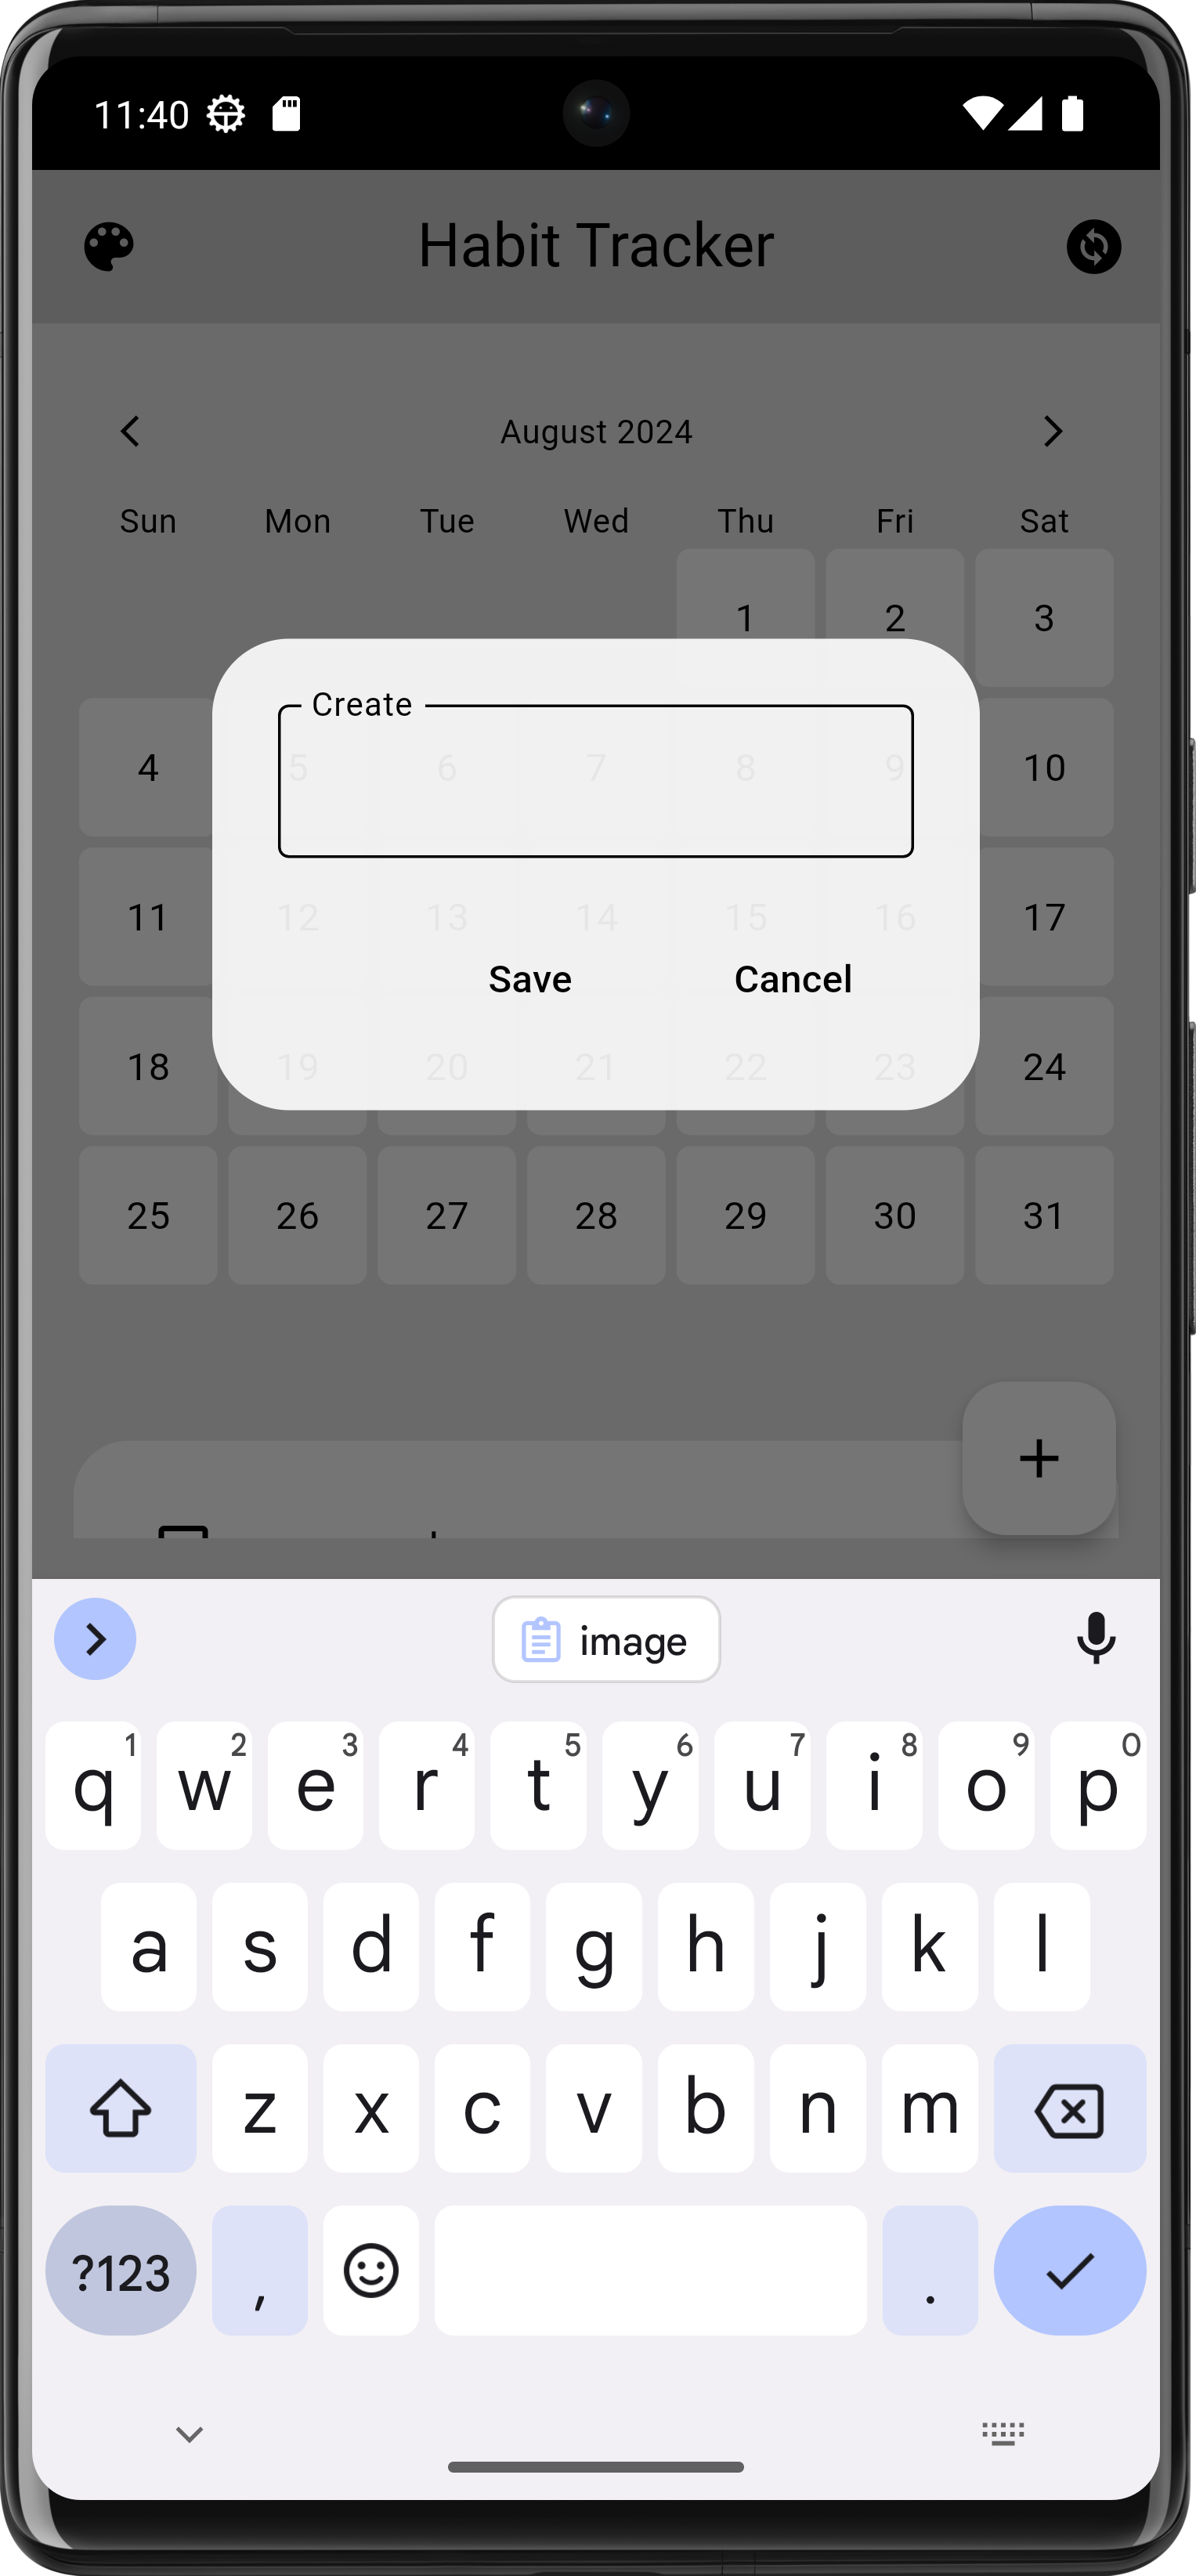 11:40
Habit Tracker
August 2024
Sun Mon Tue Wed Thu Fri Sat
1 2 3
Create
4 5 6 7 8 9 10
11 12 13 14 15 16 17
Save Cancel
18 19 20 21 22 23 24
25 26 27 28 29 30 31
+
image
1 2 3 4 5 6 7 8 9 0
q w e r t y u i o p
a s d f g h j k l
z x c v b n m
?123 , .